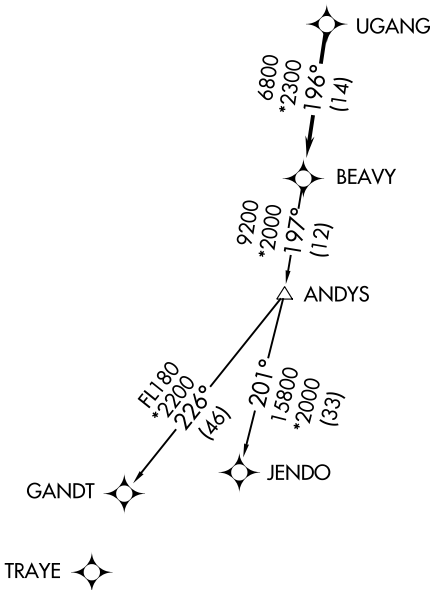 UGANG
6800
*2300
196°
(14)
BEAVY
9200
*2000
197°
(12)
ANDYS
FL180
*2200
226°
(46)
201°
15800
*2000
(33)
GANDT
JENDO
TRAYE